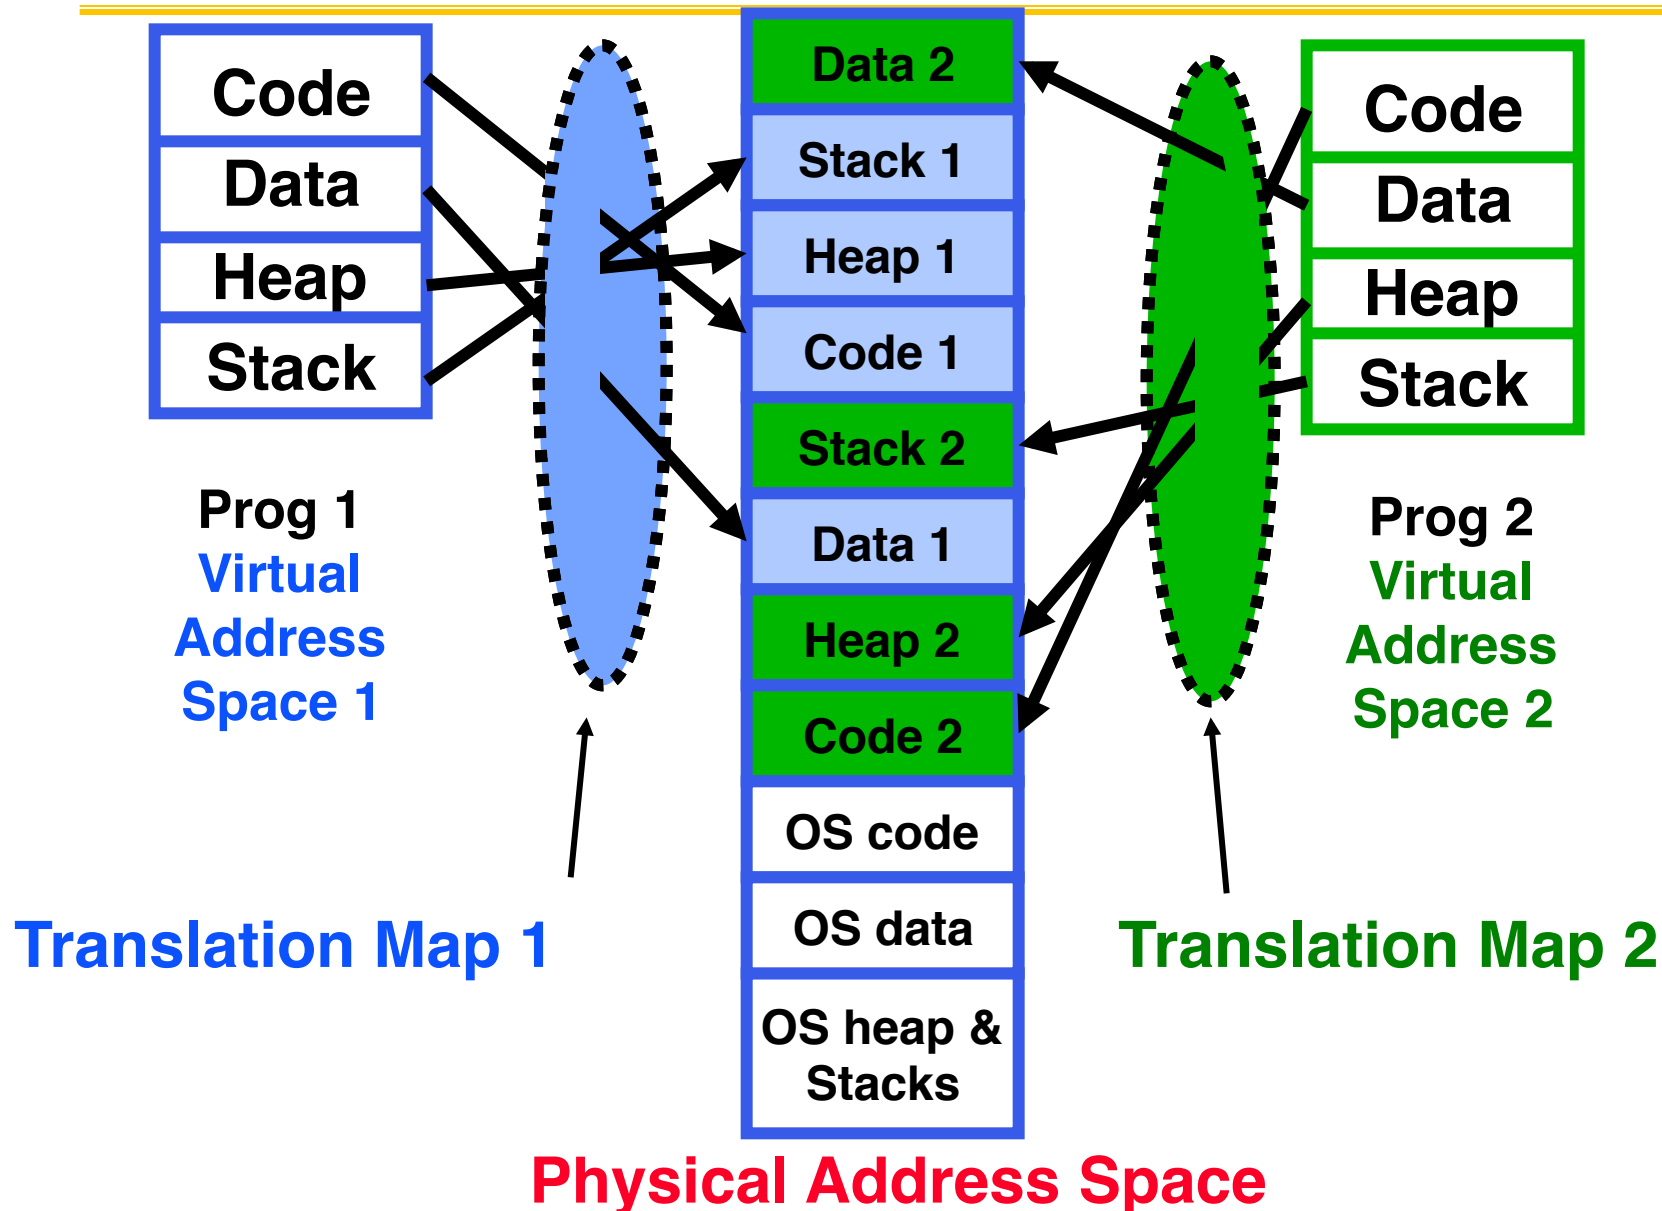 Code
Data
Heap
Stack
Prog 1
Virtual
Address
Space 1
Translation Map 1
Data 2
Stack 1
Heap 1
Code 1
Stack 2
Data 1
Heap 2
Code 2
OS code
OS data
OS heap &
Stacks
Physical Address Space
Code
Data
Heap
Stack
Prog 2
Virtual
Address
Space 2
Translation Map 2